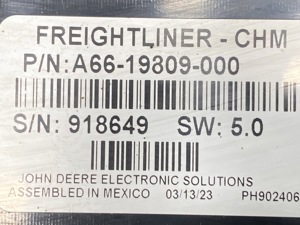 FREIGHTLINER - CHM
P/N: A66-19809-000
S/N: 918649 SW: 5.0
JOHN DEERE ELECTRONIC SOLUTIONS
ASSEMBLED IN MEXICO 03/13/23 PH902406